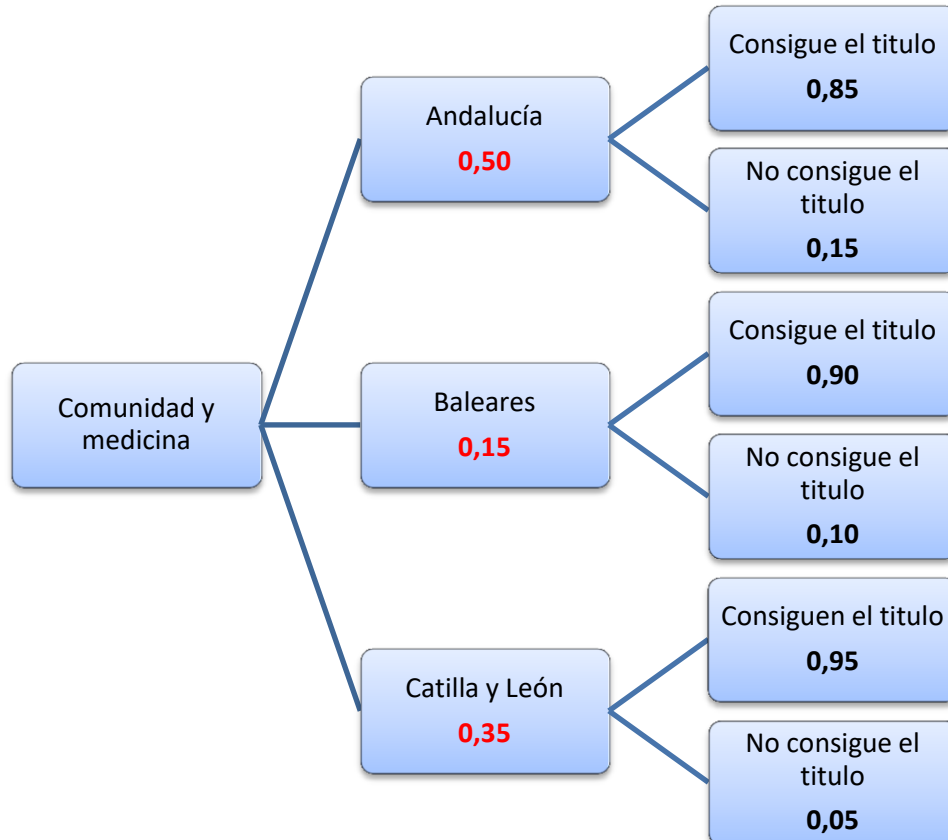 Comunidad y
medicina
Andalucía
0,50
Consigue el titulo
0,85
No consigue el
titulo
0,15
Baleares
0,15
Consigue el titulo
0,90
No consigue el
titulo
0,10
Catilla y León
0,35
Consiguen el titulo
0,95
No consigue el
titulo
0,05